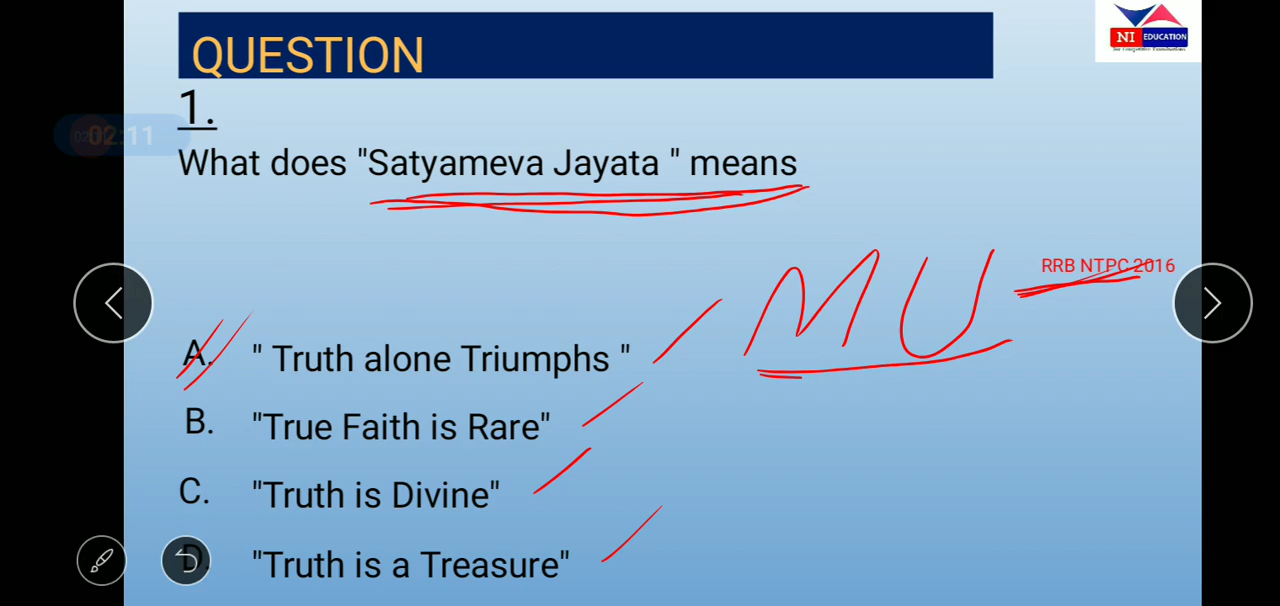 NI EDUCATION
QUESTION
1.
02:11
What does "Satyameva Jayata " means
RRB NTPC 2016
MU
A. " Truth alone Triumphs "
B. "True Faith is Rare"
C. "Truth is Divine"
D. "Truth is a Treasure"